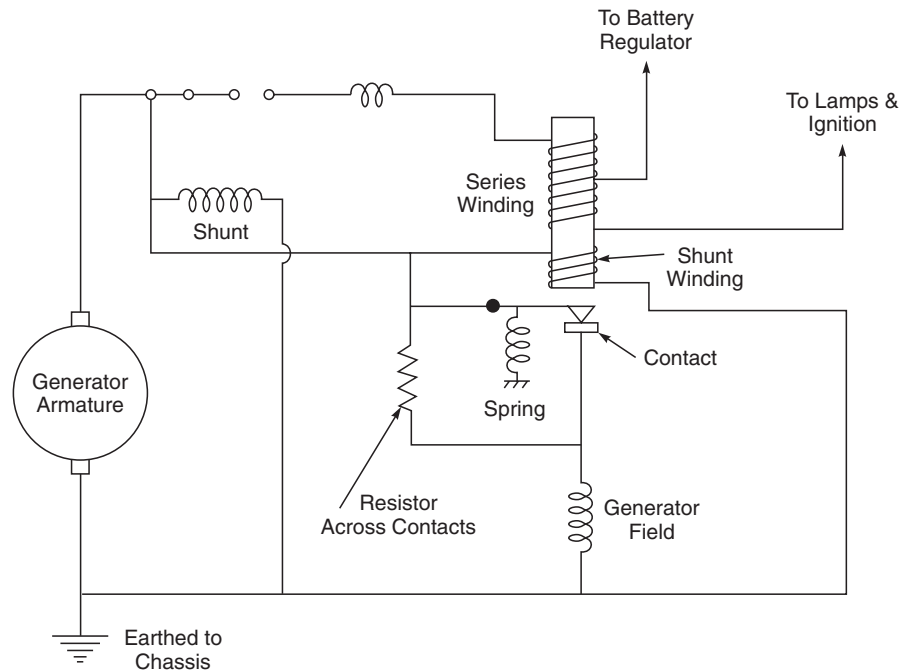 To Battery
Regulator
To Lamps &
Ignition
Series
Winding
Shunt
Shunt
Winding
Contact
Generator
Armature
Spring
Resistor
Across Contacts
Generator
Field
Earthed to
Chassis